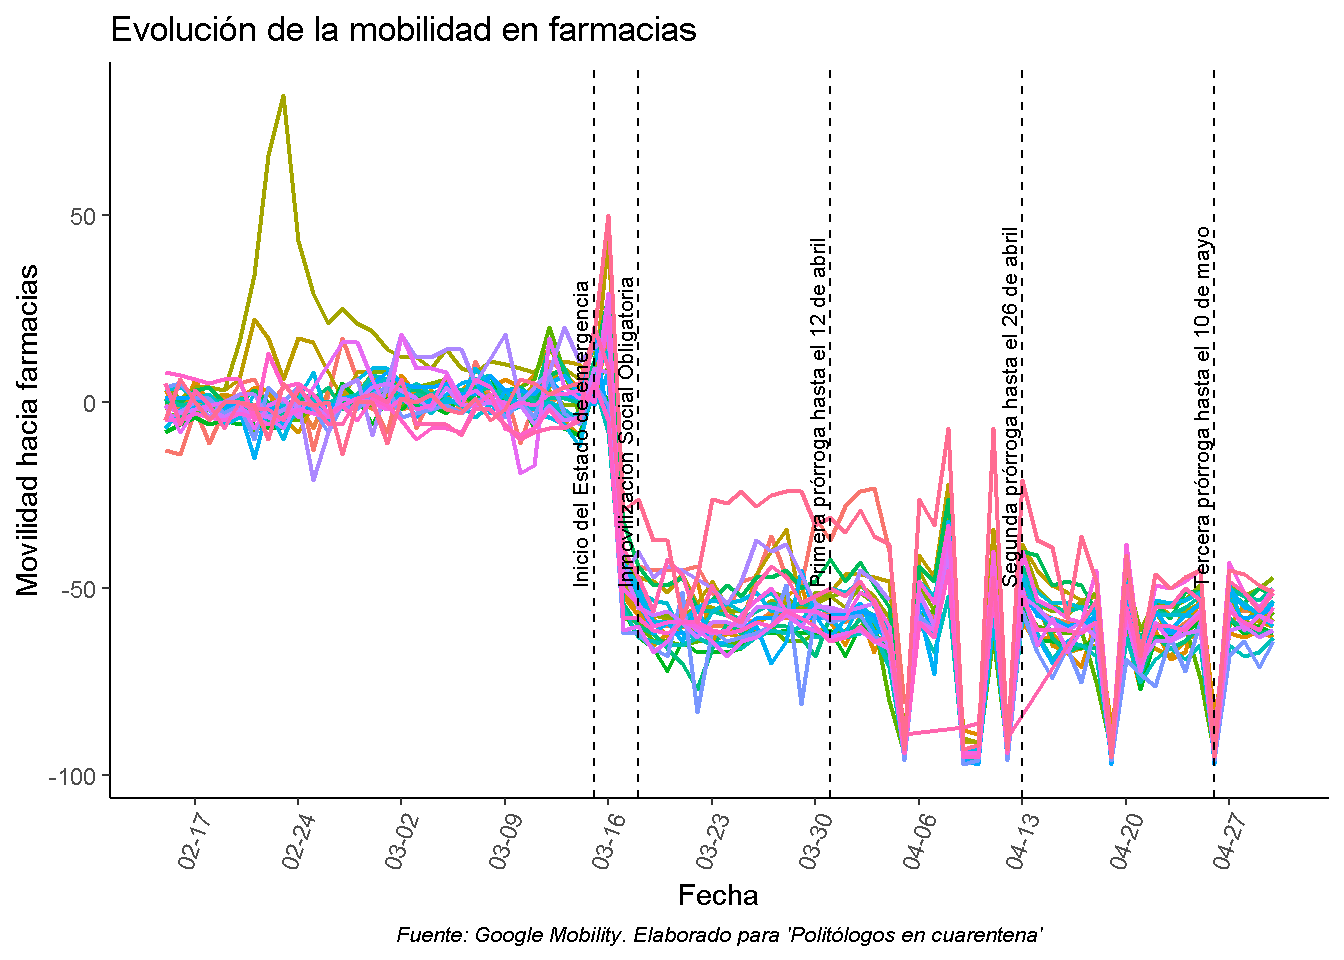 Evolución de la mobilidad en farmacias
Movilidad hacia farmacias
50
0
-50
-100
Inicio del Estado de emergencia
Inmovilizacion Social Obligatoria
Primera prórroga hasta el 12 de abril
Segunda prórroga hasta el 26 de abril
Tercera prórroga hasta el 10 de mayo
02-17
02-24
03-02
03-09
03-16
03-23
03-30
04-06
04-13
04-20
04-27
Fecha
Fuente: Google Mobility. Elaborado para 'Politólogos en cuarentena'